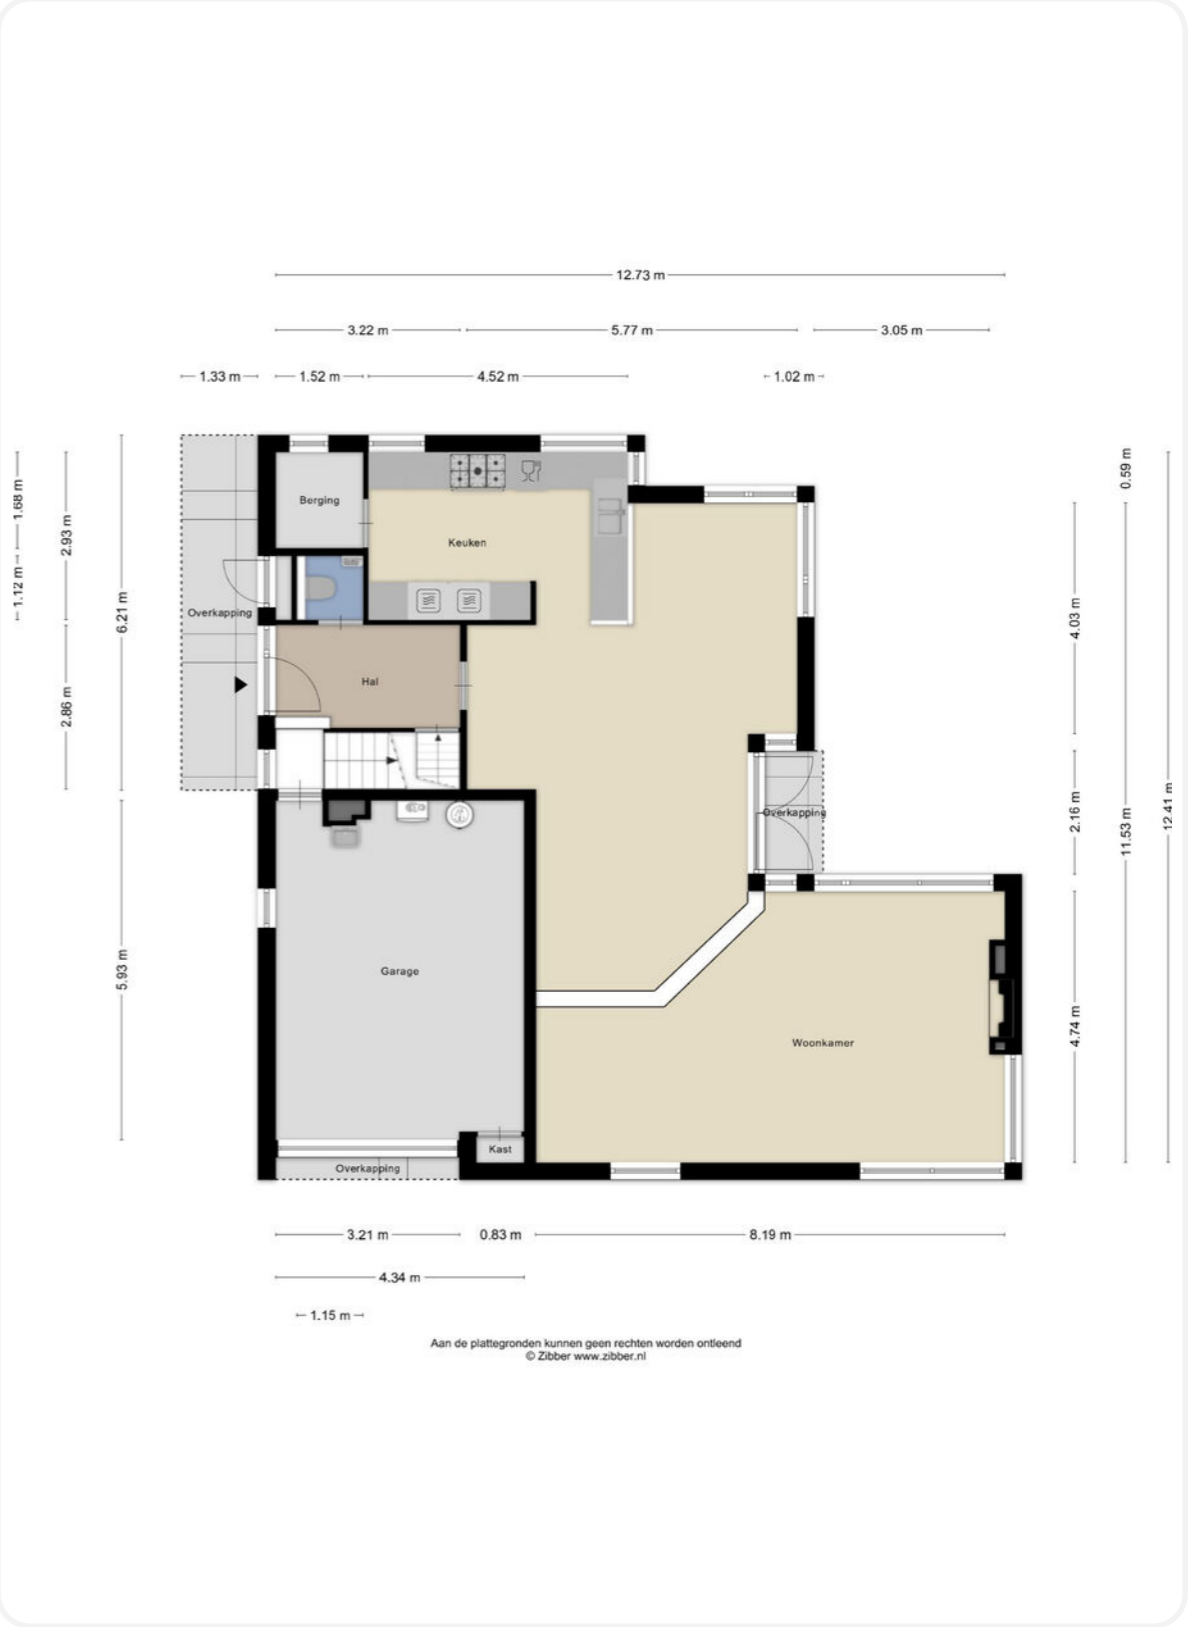 12.73 m
3.22 m
5.77 m
3.05 m
1.33 m
1.52 m
4.52 m
1.02 m
1.68 m
1.12 m
2.93 m
2.86 m
6.21 m
5.93 m
Berging
Keuken
Overkapping
Hal
Overkapping
Garage
Woonkamer
Kast
Overkapping
0.59 m
4.03 m
2.16 m
11.53 m
12.41 m
4.74 m
3.21 m
0.83 m
8.19 m
4.34 m
1.15 m
Aan de plattegronden kunnen geen rechten worden ontleend
© Zibber www.zibber.nl